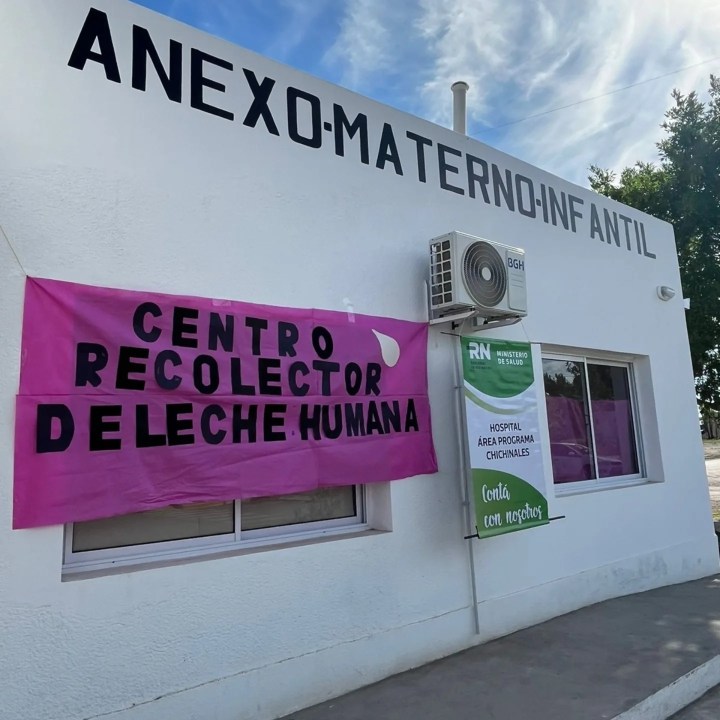 ANEXO-MATERNO-INFANTIL
CENTRO
RECOLECTOR
DE LECHE HUMANA
BGH
RN
MINISTERIO
DE SALUD
HOSPITAL
ÁREA PROGRAMA
CHICHINALES
Contá
con nosotros